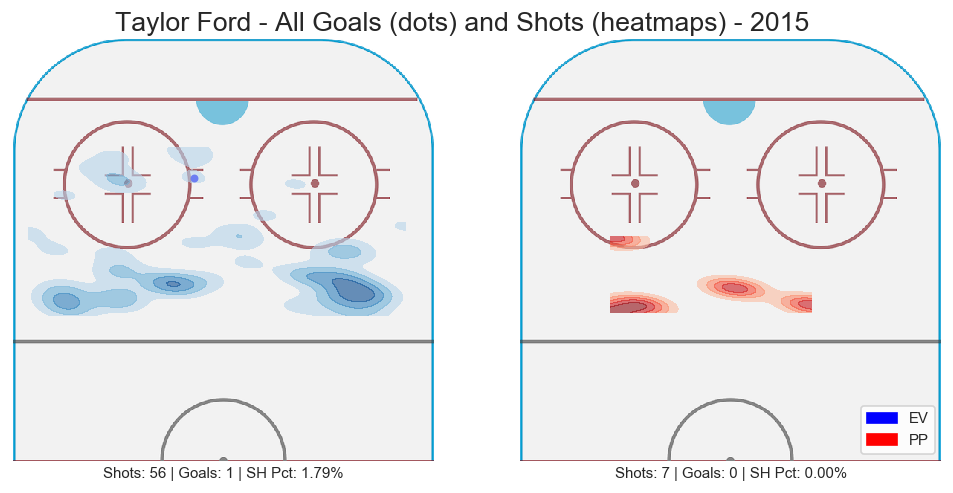 Taylor Ford - All Goals (dots) and Shots (heatmaps) - 2015
EV
PP
Shots: 56 | Goals: 1 | SH Pct: 1.79%
Shots: 7 | Goals: 0 | SH Pct: 0.00%